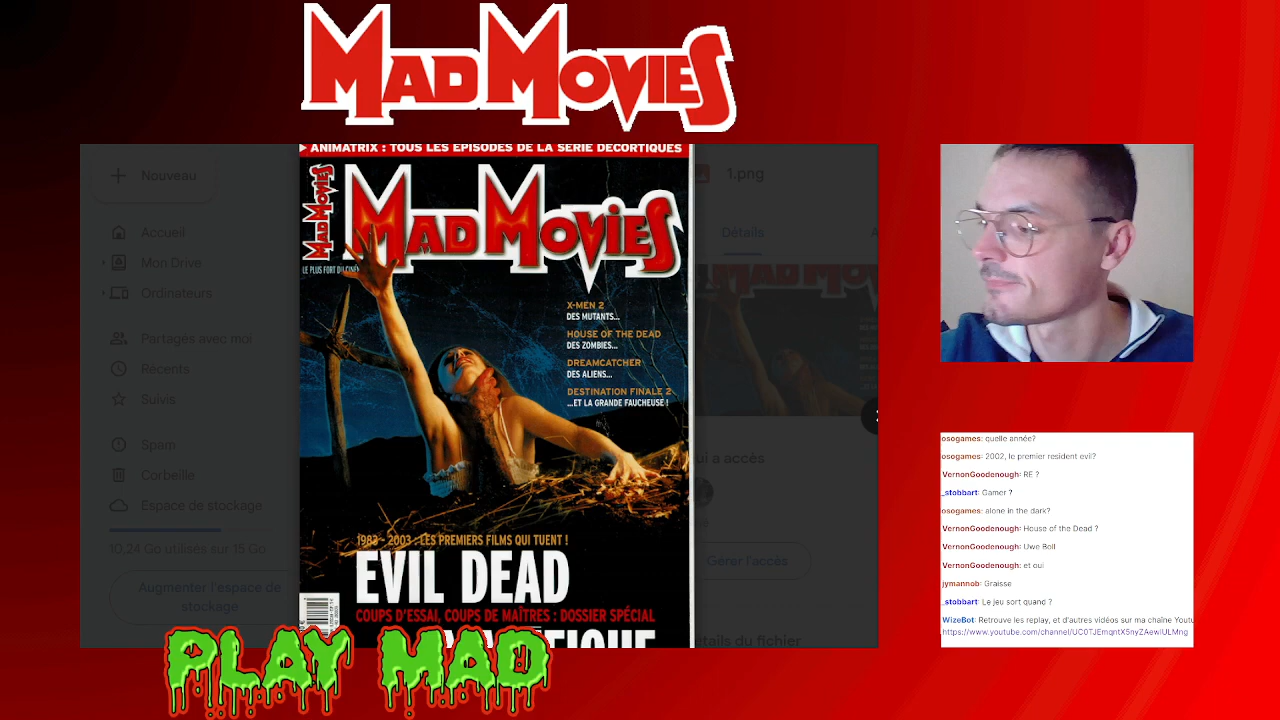 MAD MOVIES
ANIMATRIX : TOUS LES EPISODES DE LA SERIE DECORTIQUES
MAD MOVIES
MAD MOVIES
LE PLUS FORT DU CINÉ
X-MEN 2
DES MUTANTS...
HOUSE OF THE DEAD
DES ZOMBIES...
DREAMCATCHER
DES ALIENS...
DESTINATION FINALE 2
...ET LA GRANDE FAUCHEUSE !
1982 - 2003 : LES PREMIERS FILMS QUI TUENT !
EVIL DEAD
COUPS D'ESSAI, COUPS DE MAÎTRES : DOSSIER SPÉCIAL
Nouveau
Accueil
Mon Drive
Ordinateurs
Partagés avec moi
Récents
Suivis
Spam
Corbeille
Espace de stockage
10,24 Go utilisés sur 15 Go
Augmenter l'espace de
stockage
1.png
Détails
ui a accès
Gérer l'accès
étails du fichier
PLAY MAD
osogames: quelle année?
osogames: 2002, le premier resident evil?
VernonGoodenough: RE ?
_stobbart: Gamer ?
osogames: alone in the dark?
VernonGoodenough: House of the Dead ?
VernonGoodenough: Uwe Boll
VernonGoodenough: et oui
jymannob: Graisse
_stobbart: Le jeu sort quand ?
WizeBot: Retrouve les replay, et d'autres vidéos sur ma chaîne Youtu
https://www.youtube.com/channel/UC0TJEmqntX5nyZAewIULMng